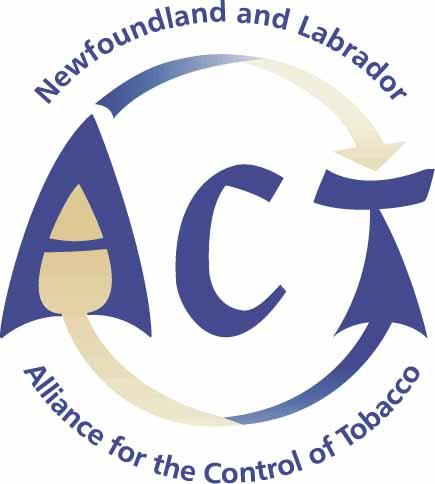 Newfoundland and Labrador
ACT
Alliance for the Control of Tobacco